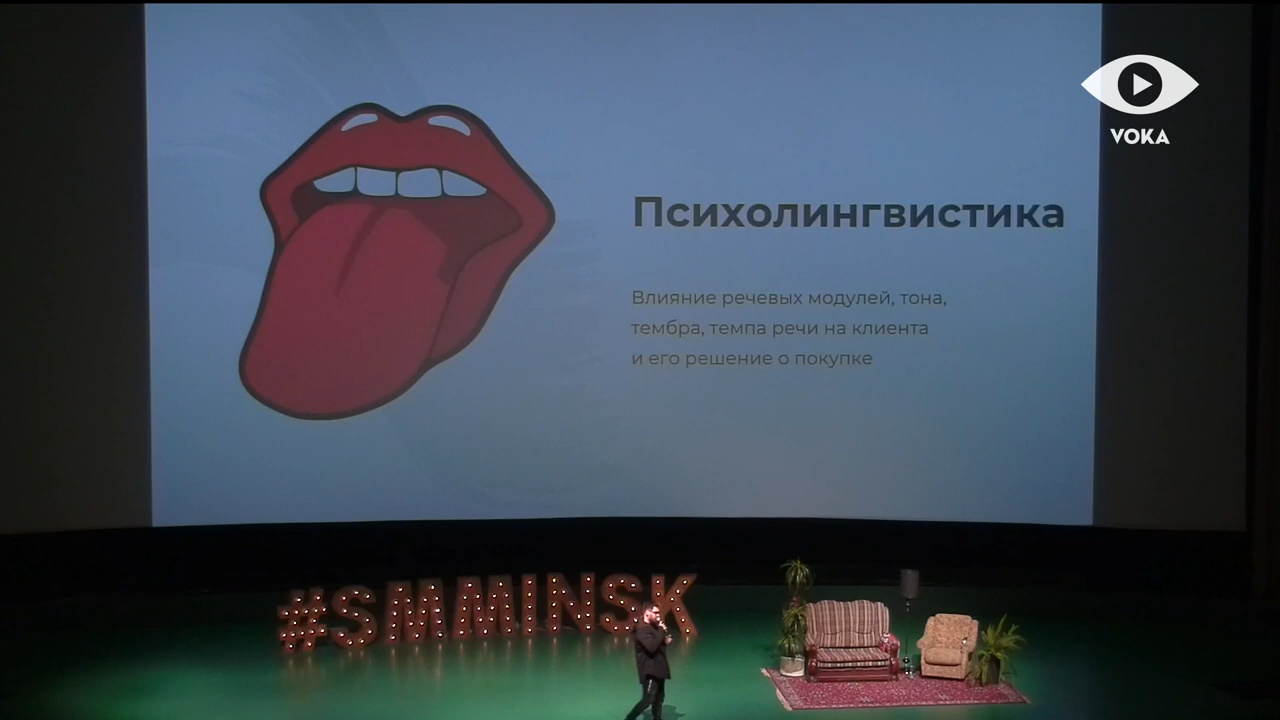 VOKA
Психолингвистика
Влияние речевых модулей, тона,
тембра, темпа речи на клиента
и его решение о покупке
#SMMINSK